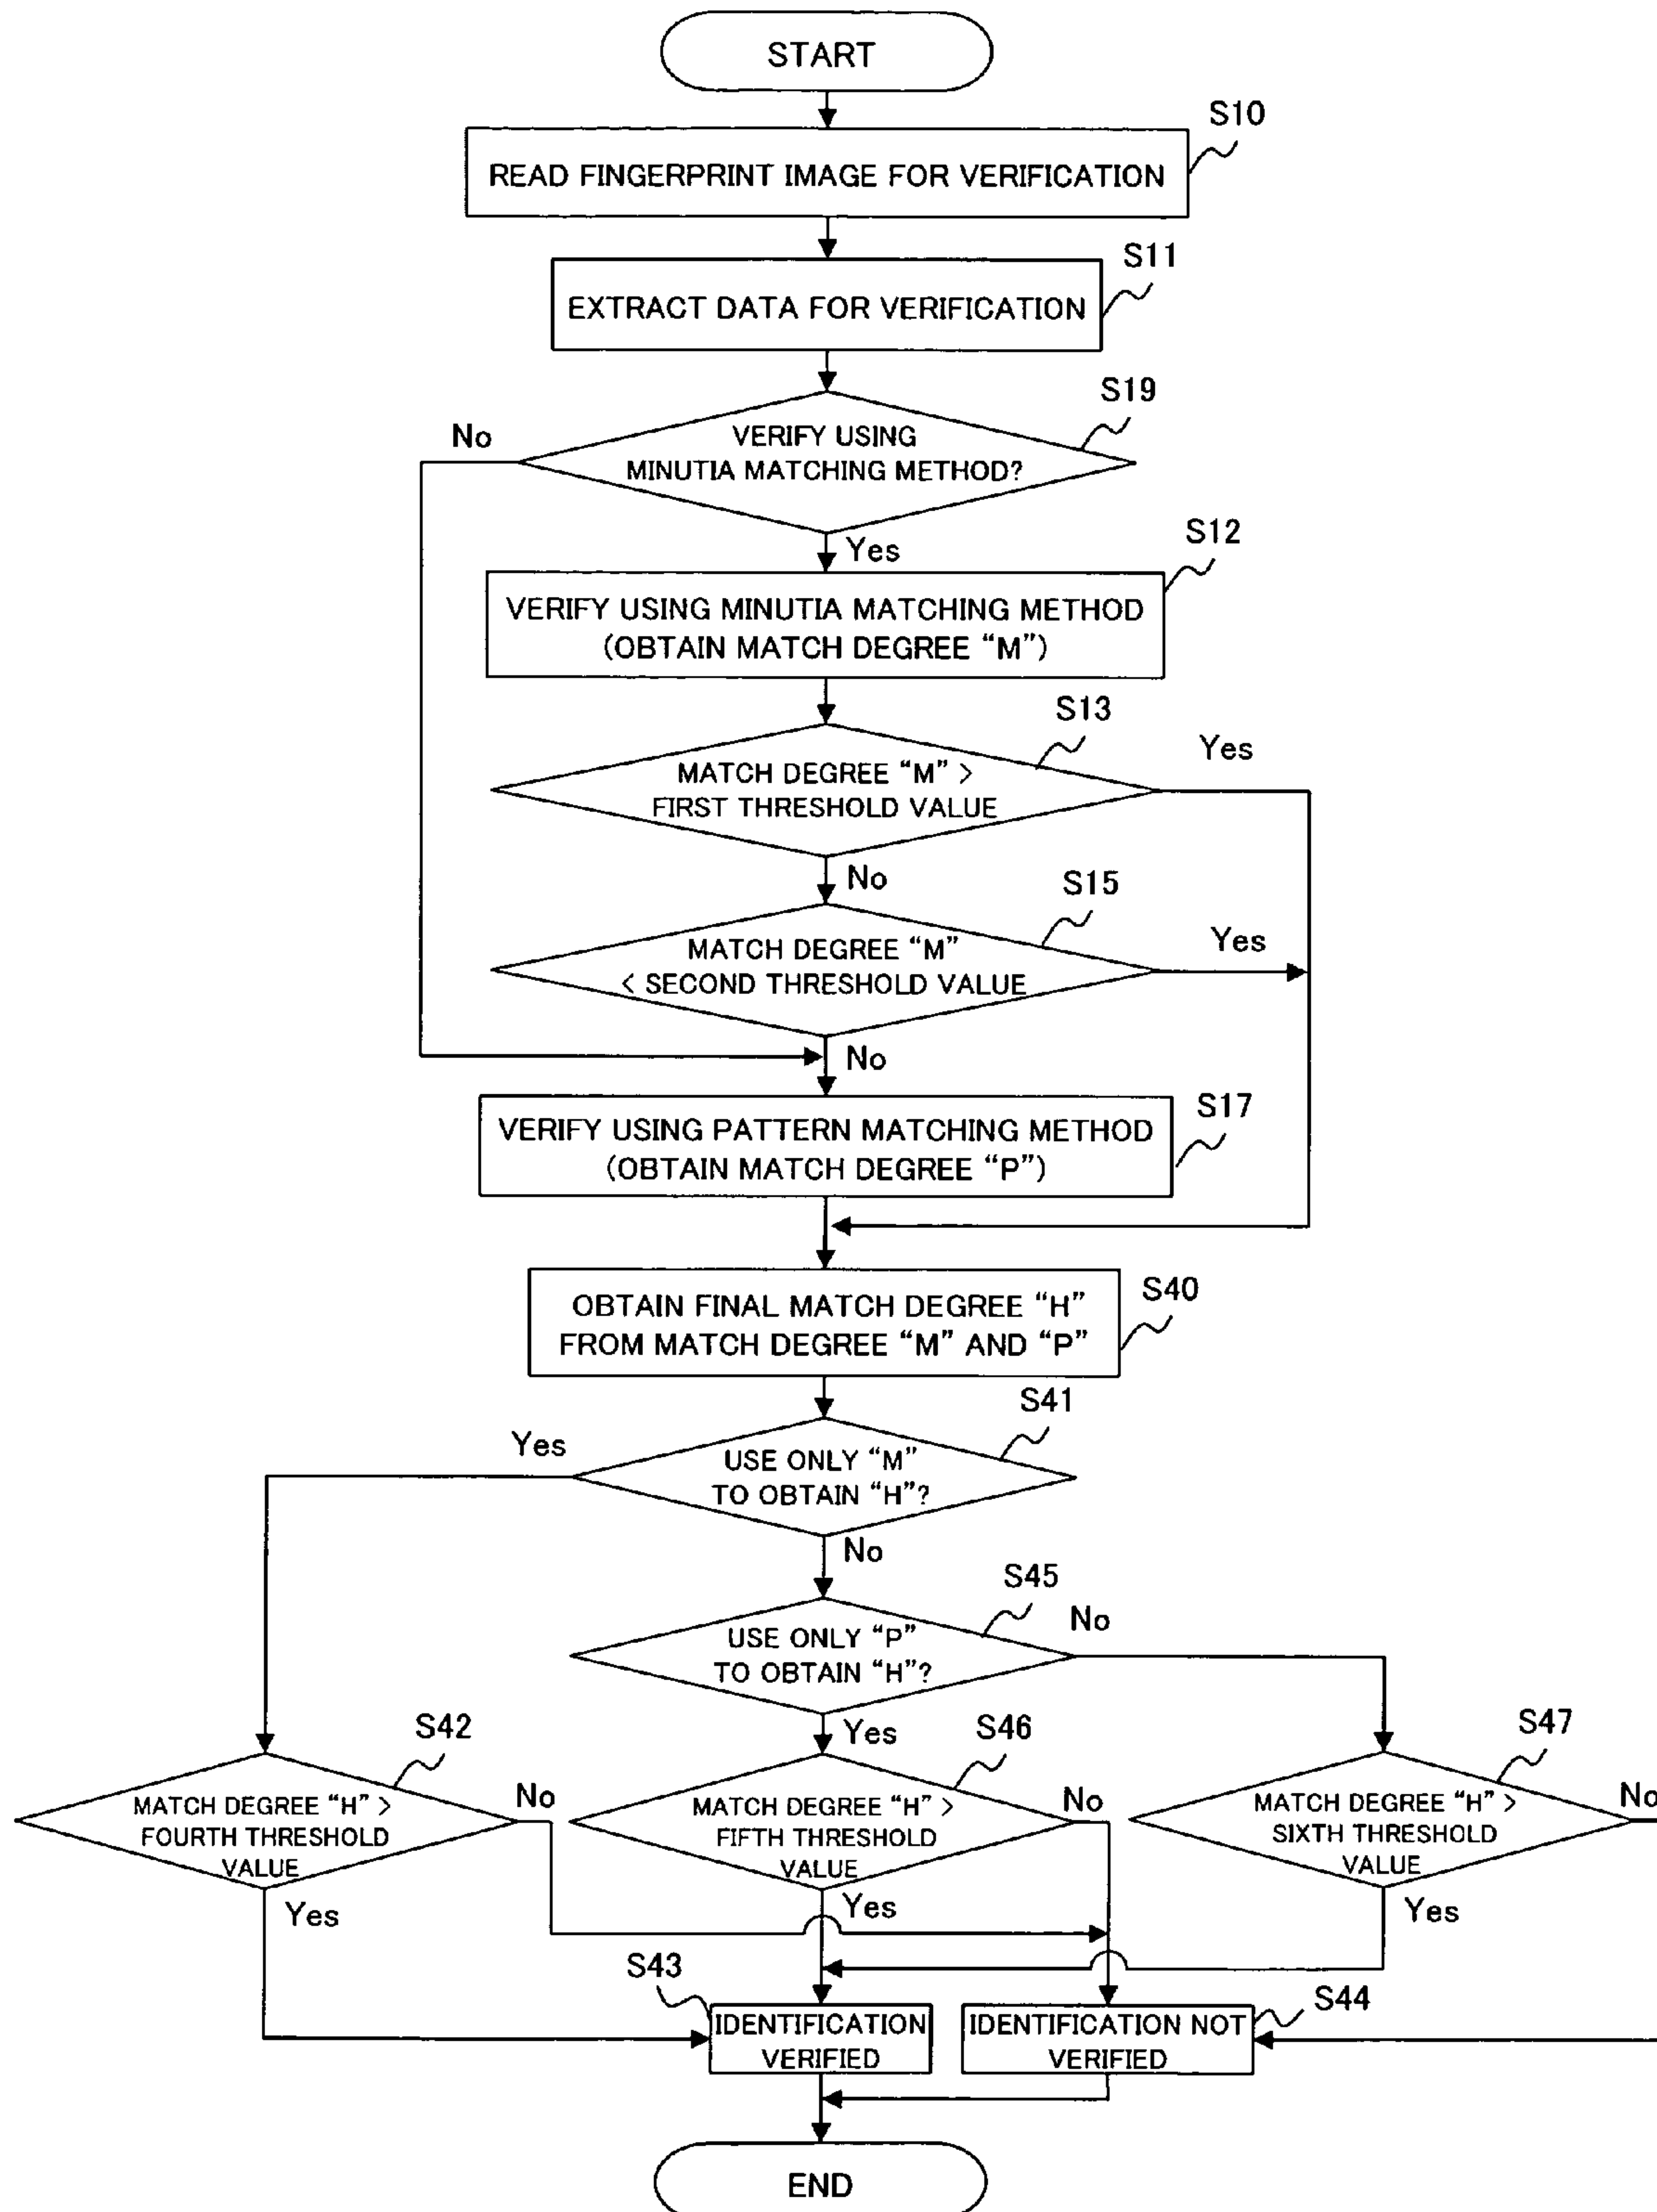 START
S10
READ FINGERPRINT IMAGE FOR VERIFICATION
S11
EXTRACT DATA FOR VERIFICATION
S19
No
VERIFY USING
MINUTIA MATCHING METHOD?
Yes
S12
VERIFY USING MINUTIA MATCHING METHOD
(OBTAIN MATCH DEGREE “M”)
S13
Yes
MATCH DEGREE “M” >
FIRST THRESHOLD VALUE
No
S15
Yes
MATCH DEGREE “M”
< SECOND THRESHOLD VALUE
No
S17
VERIFY USING PATTERN MATCHING METHOD
(OBTAIN MATCH DEGREE “P”)
S40
OBTAIN FINAL MATCH DEGREE “H”
FROM MATCH DEGREE “M” AND “P”
S41
Yes
USE ONLY “M”
TO OBTAIN “H”?
No
S45
No
USE ONLY “P”
TO OBTAIN “H”?
Yes
S42
No
MATCH DEGREE “H” >
FOURTH THRESHOLD
VALUE
Yes
S46
No
MATCH DEGREE “H” >
FIFTH THRESHOLD
VALUE
Yes
S47
No
MATCH DEGREE “H” >
SIXTH THRESHOLD
VALUE
Yes
S43
IDENTIFICATION
VERIFIED
S44
IDENTIFICATION NOT
VERIFIED
END